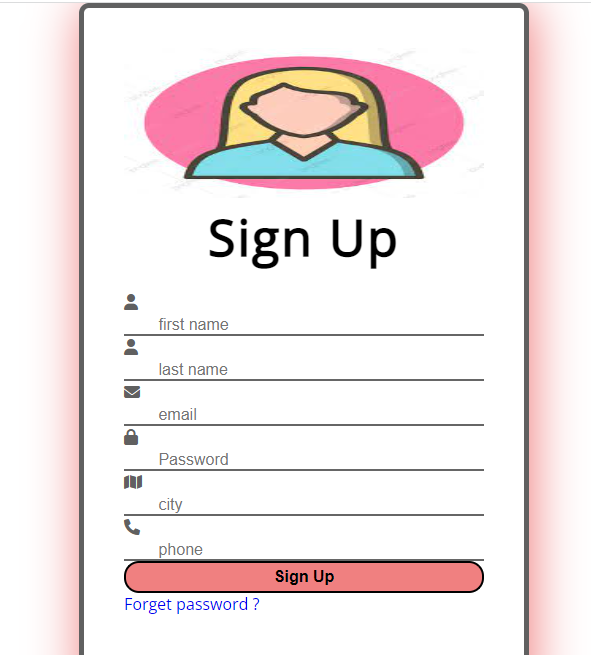 Sign Up
first name
last name
email
Password
city
phone
Sign Up
Forget password ?